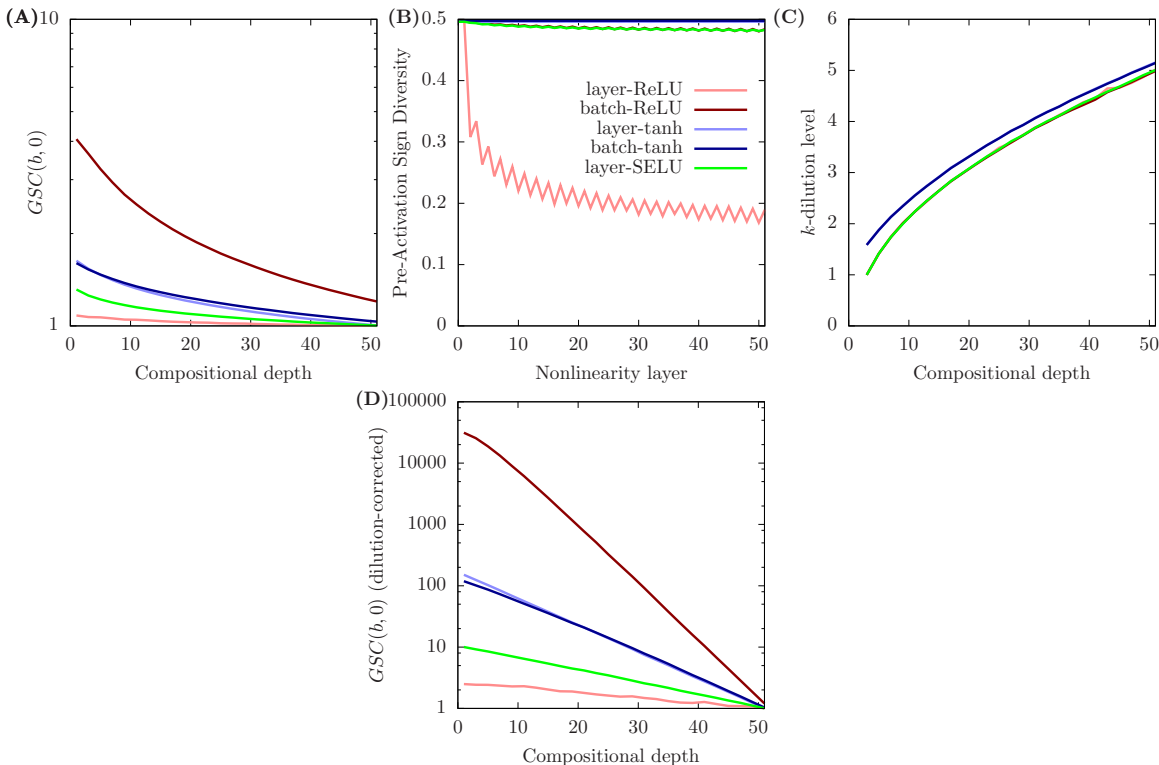 (A)
10
1
GSC(b, 0)
0 10 20 30 40 50
Compositional depth
(B)
0.5
0.4
0.3
0.2
0.1
0
Pre-Activation Sign Diversity
layer-ReLU
batch-ReLU
layer-tanh
batch-tanh
layer-SELU
0 10 20 30 40 50
Nonlinearity layer
(C)
6
5
4
3
2
1
0
k-dilution level
0 10 20 30 40 50
Compositional depth
(D)
100000
10000
1000
100
10
1
GSC(b, 0) (dilution-corrected)
0 10 20 30 40 50
Compositional depth